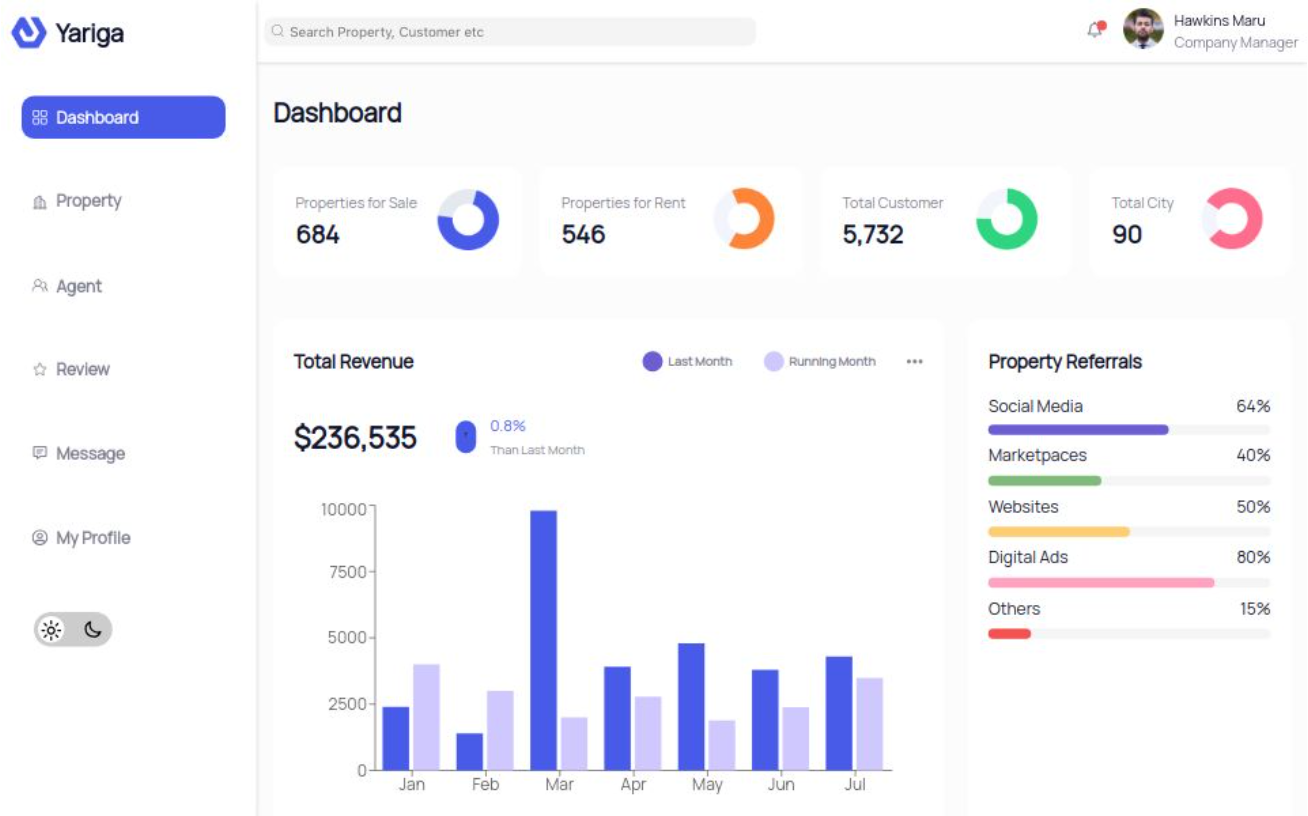 Yariga
Search Property, Customer etc
Hawkins Maru
Company Manager
Dashboard
Property
Agent
Review
Message
My Profile
Dashboard
Properties for Sale
684
Properties for Rent
546
Total Customer
5,732
Total City
90
Total Revenue
Last Month
Running Month
$236,535
0.8%
Than Last Month
10000
7500
5000
2500
0
Jan Feb Mar Apr May Jun Jul
Property Referrals
Social Media 64%
Marketpaces 40%
Websites 50%
Digital Ads 80%
Others 15%